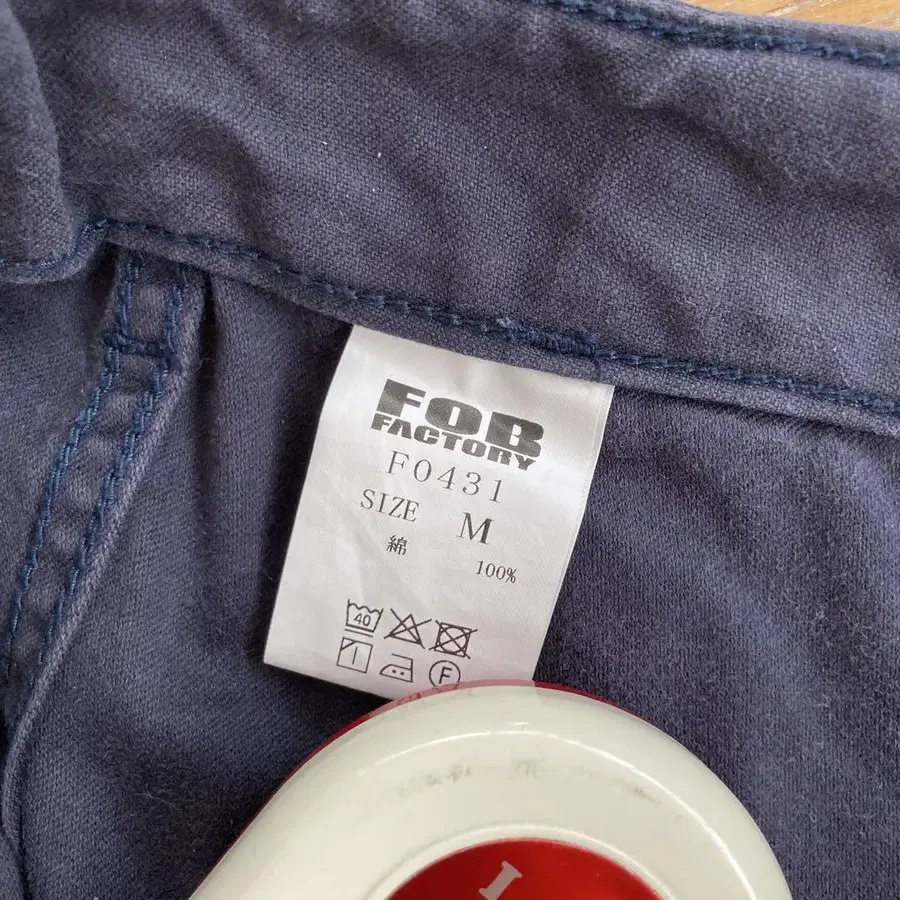 FOB
FACTORY
F0431
SIZE M
綿
100%
40
F
I